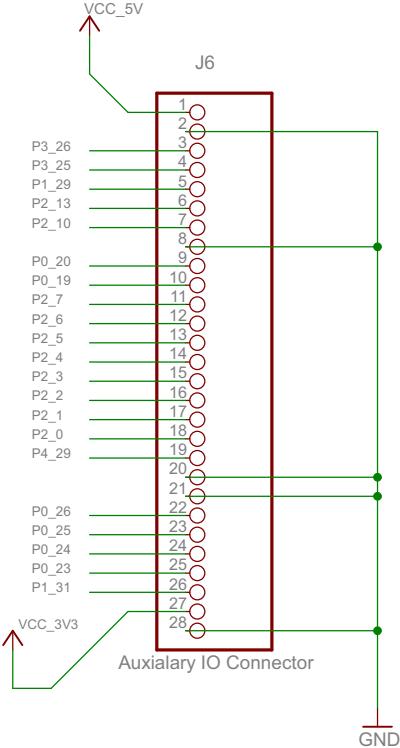 VCC_5V
J6
1
2
P3_26 3
P3_25 4
P1_29 5
P2_13 6
P2_10 7
8
P0_20 9
P0_19 10
P2_7 11
P2_6 12
P2_5 13
P2_4 14
P2_3 15
P2_2 16
P2_1 17
P2_0 18
P4_29 19
20
21
P0_26 22
P0_25 23
P0_24 24
P0_23 25
P1_31 26
27
VCC_3V3 28
Auxialary IO Connector
GND